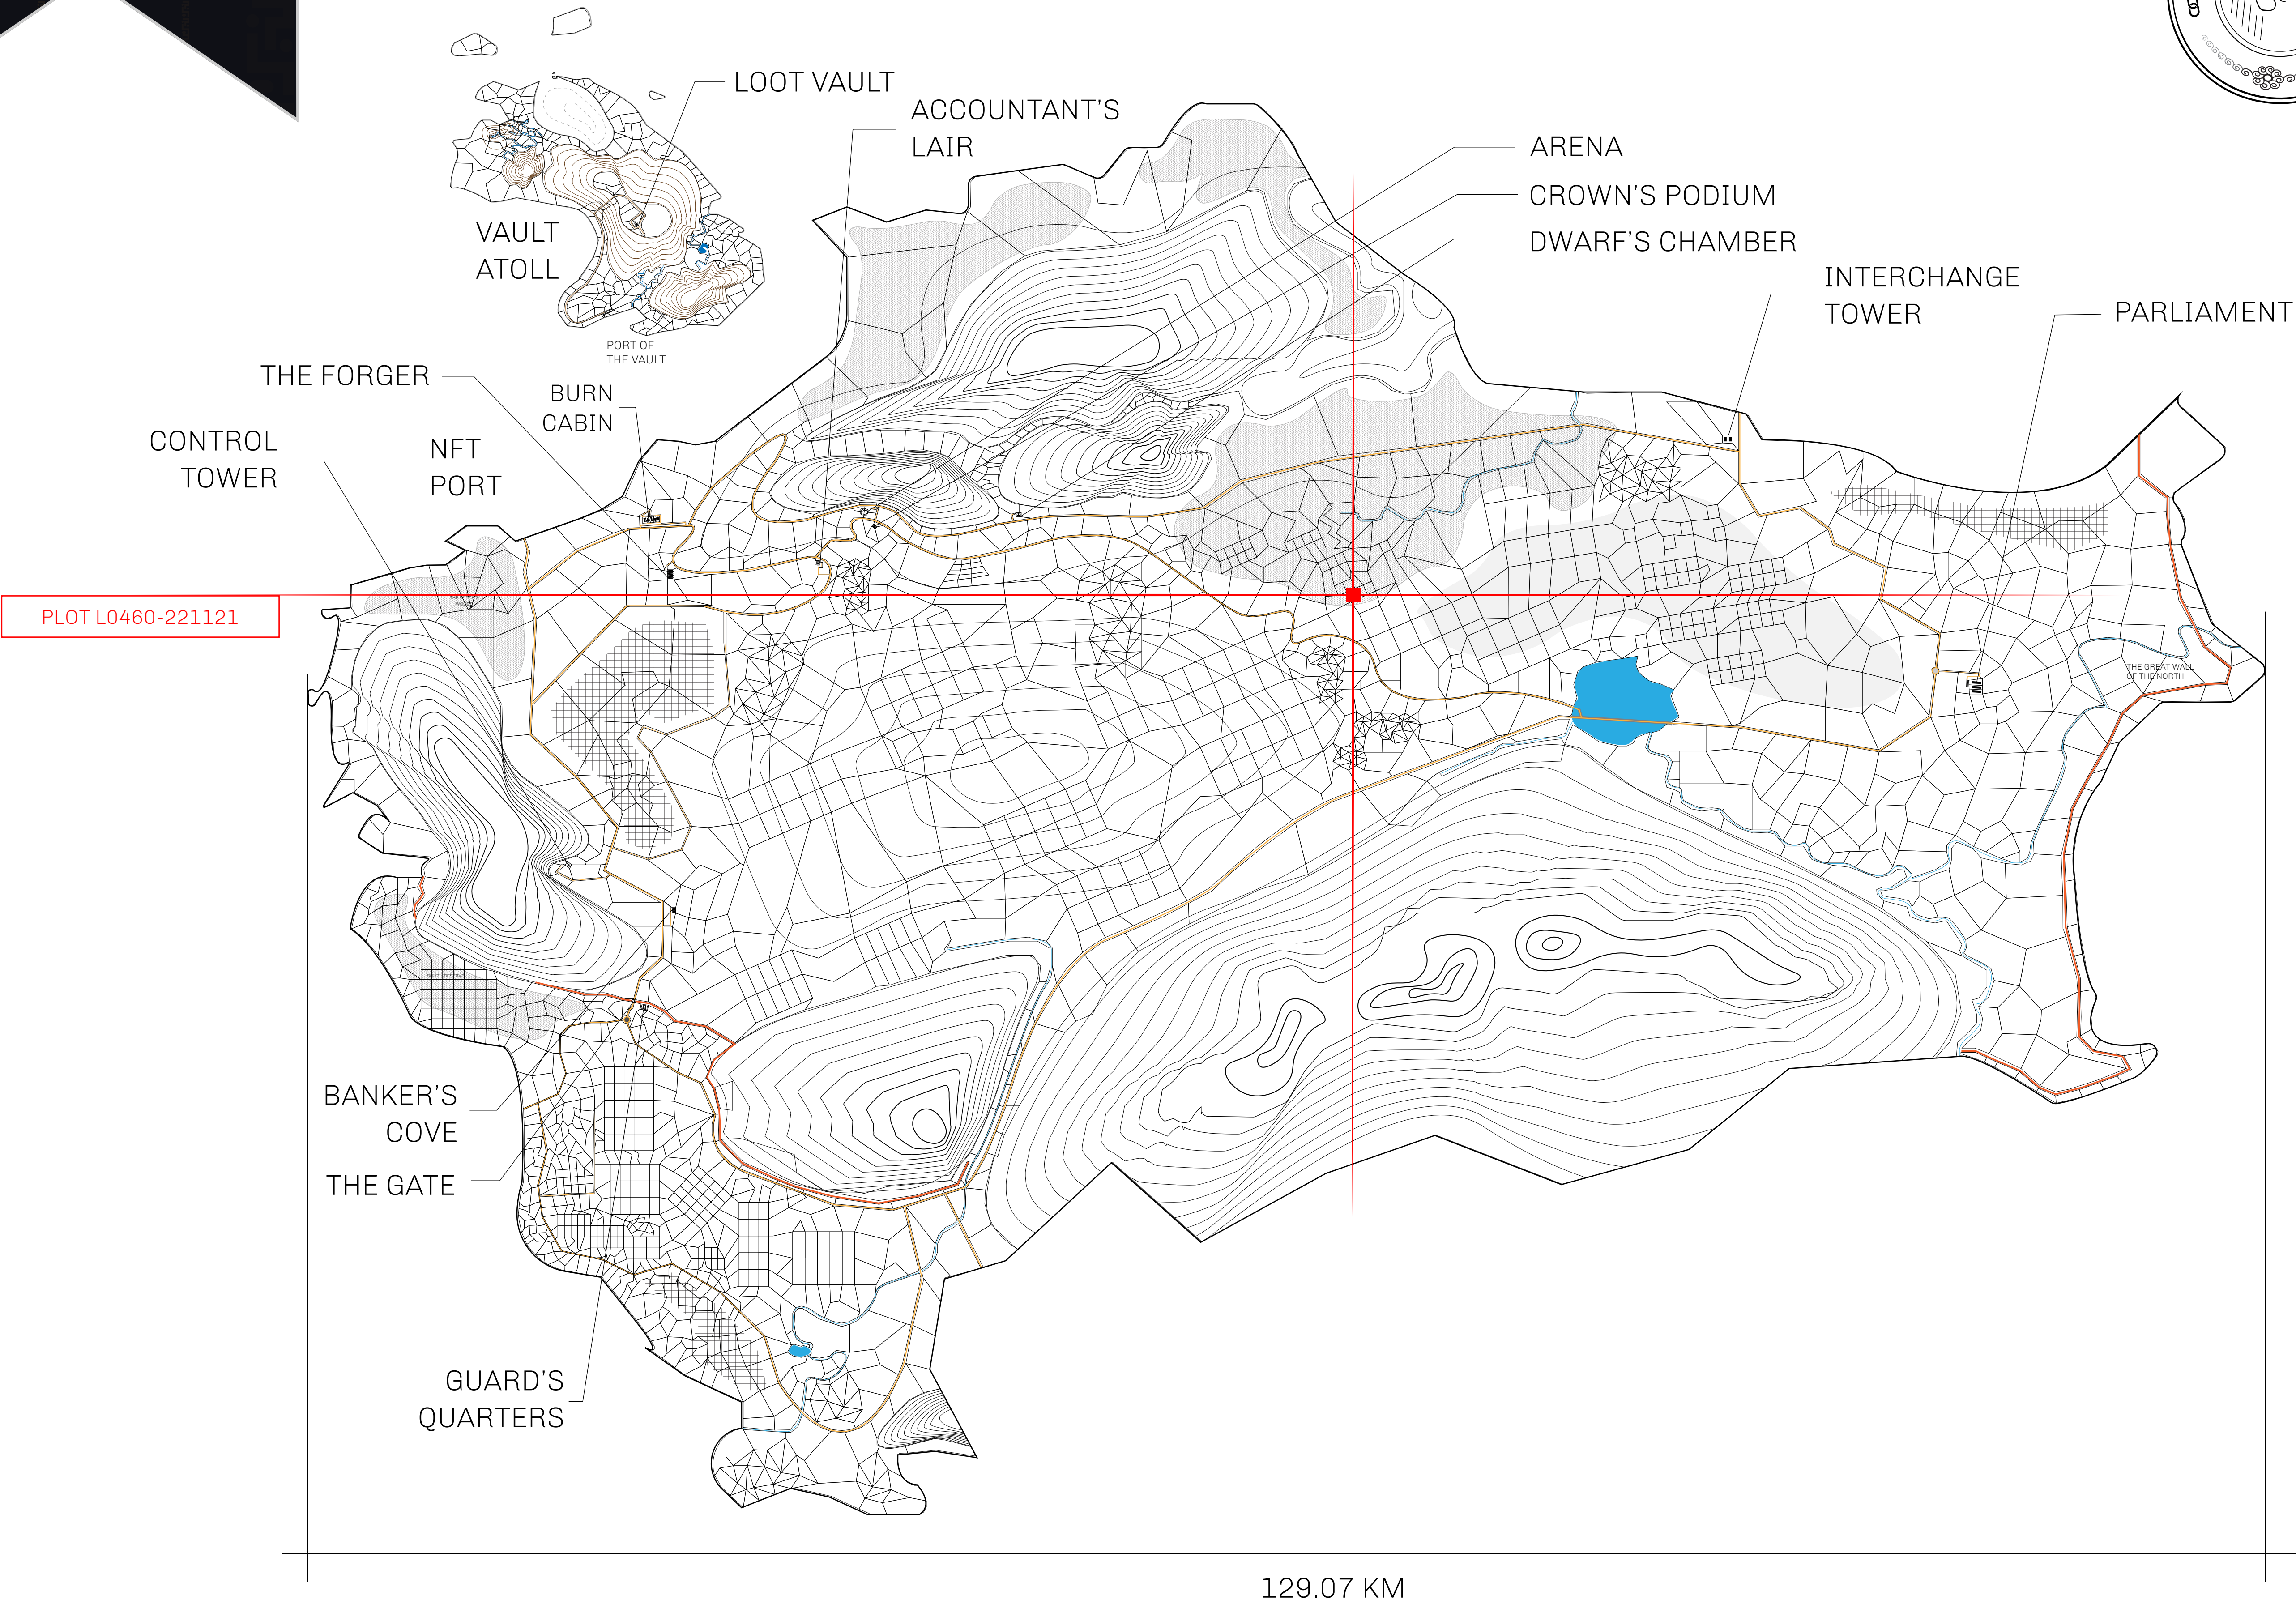 LOOT VAULT
ACCOUNTANT'S
LAIR
ARENA
CROWN'S PODIUM
DWARF'S CHAMBER
INTERCHANGE
TOWER
PARLIAMENT
VAULT
ATOLL
PORT OF
THE VAULT
THE FORGER
BURN
CABIN
CONTROL
TOWER
NFT
PORT
PLOT L0460-221121
THE GREAT WALL
OF THE NORTH
SOUTH RESERVE
BANKER'S
COVE
THE GATE
GUARD'S
QUARTERS
129.07 KM